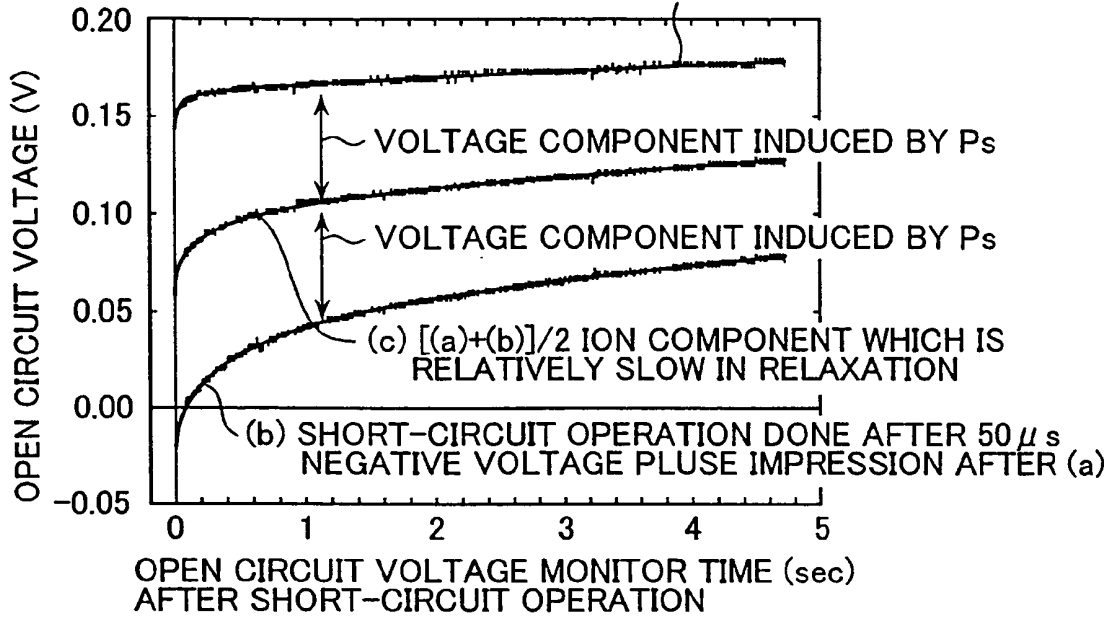 0.20
0.15
0.10
0.05
0.00
-0.05
OPEN CIRCUIT VOLTAGE (V)
VOLTAGE COMPONENT INDUCED BY Ps
VOLTAGE COMPONENT INDUCED BY Ps
(c) [(a)+(b)]/2 ION COMPONENT WHICH IS
RELATIVELY SLOW IN RELAXATION
(b) SHORT-CIRCUIT OPERATION DONE AFTER 50μs
NEGATIVE VOLTAGE PLUSE IMPRESSION AFTER (a)
0 1 2 3 4 5
OPEN CIRCUIT VOLTAGE MONITOR TIME (sec)
AFTER SHORT-CIRCUIT OPERATION